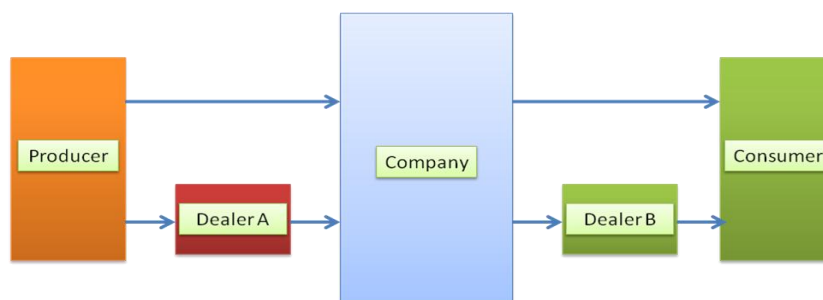 Producer
Company
Consumer
Dealer A
Dealer B